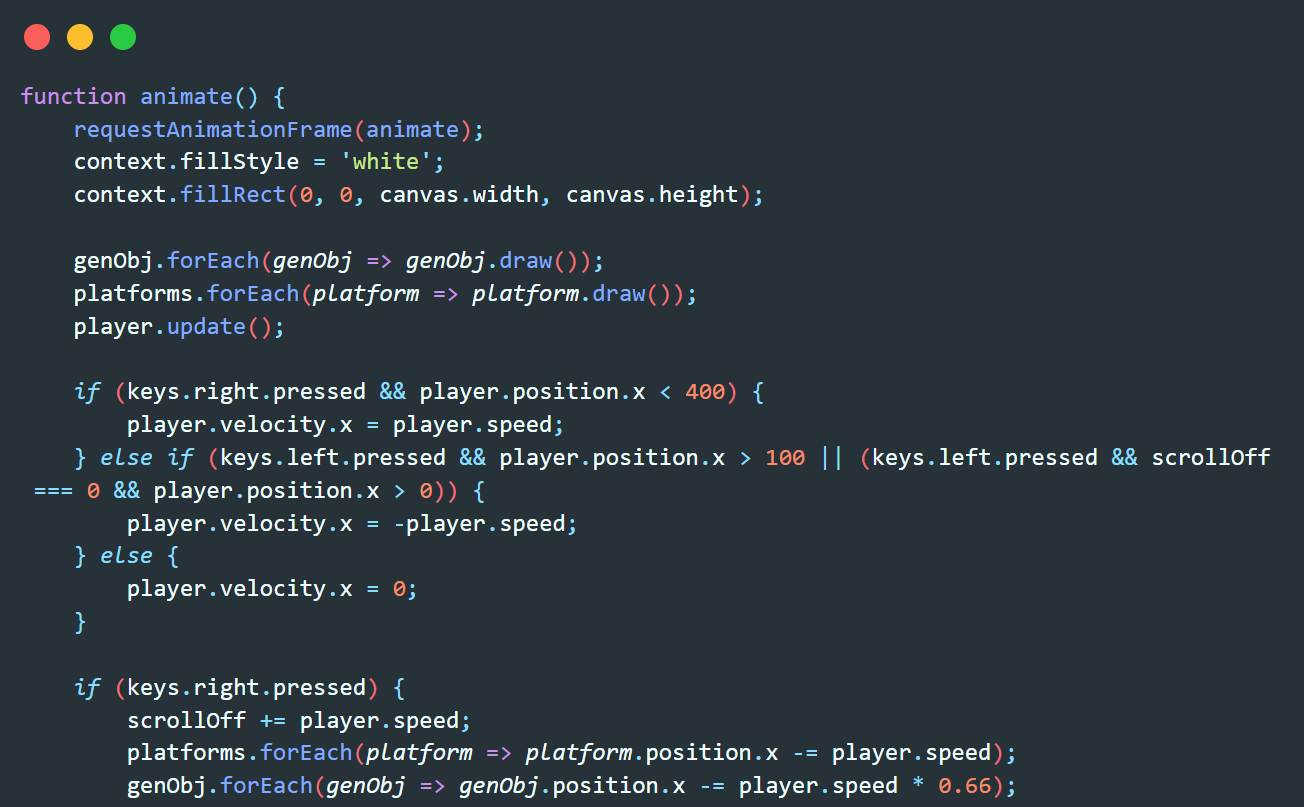 function animate() {
    requestAnimationFrame(animate);
    context.fillStyle = 'white';
    context.fillRect(0, 0, canvas.width, canvas.height);

    genObj.forEach(genObj => genObj.draw());
    platforms.forEach(platform => platform.draw());
    player.update();

    if (keys.right.pressed && player.position.x < 400) {
        player.velocity.x = player.speed;
    } else if (keys.left.pressed && player.position.x > 100 || (keys.left.pressed && scrollOff
 === 0 && player.position.x > 0)) {
        player.velocity.x = -player.speed;
    } else {
        player.velocity.x = 0;
    }

    if (keys.right.pressed) {
        scrollOff += player.speed;
        platforms.forEach(platform => platform.position.x -= player.speed);
        genObj.forEach(genObj => genObj.position.x -= player.speed * 0.66);